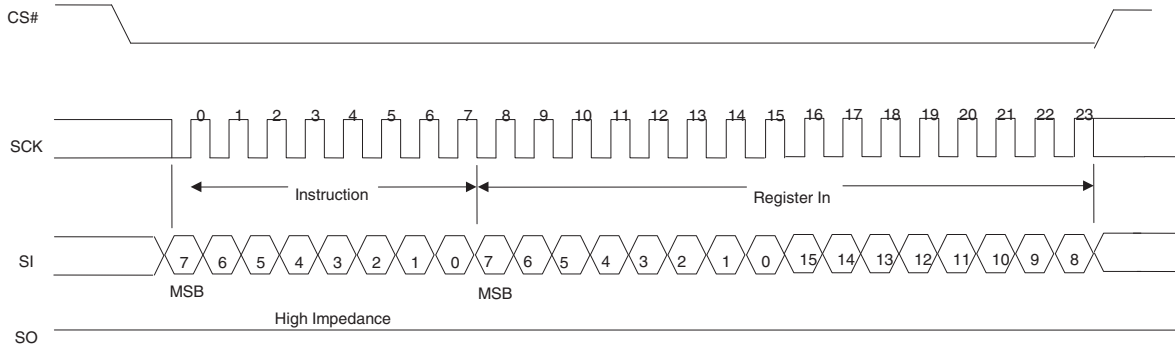 CS#
0 1 2 3 4 5 6 7 8 9 10 11 12 13 14 15 16 17 18 19 20 21 22 23
SCK
Instruction Register In
SI 7 6 5 4 3 2 1 0 7 6 5 4 3 2 1 0 15 14 13 12 11 10 9 8
MSB MSB
High Impedance
SO